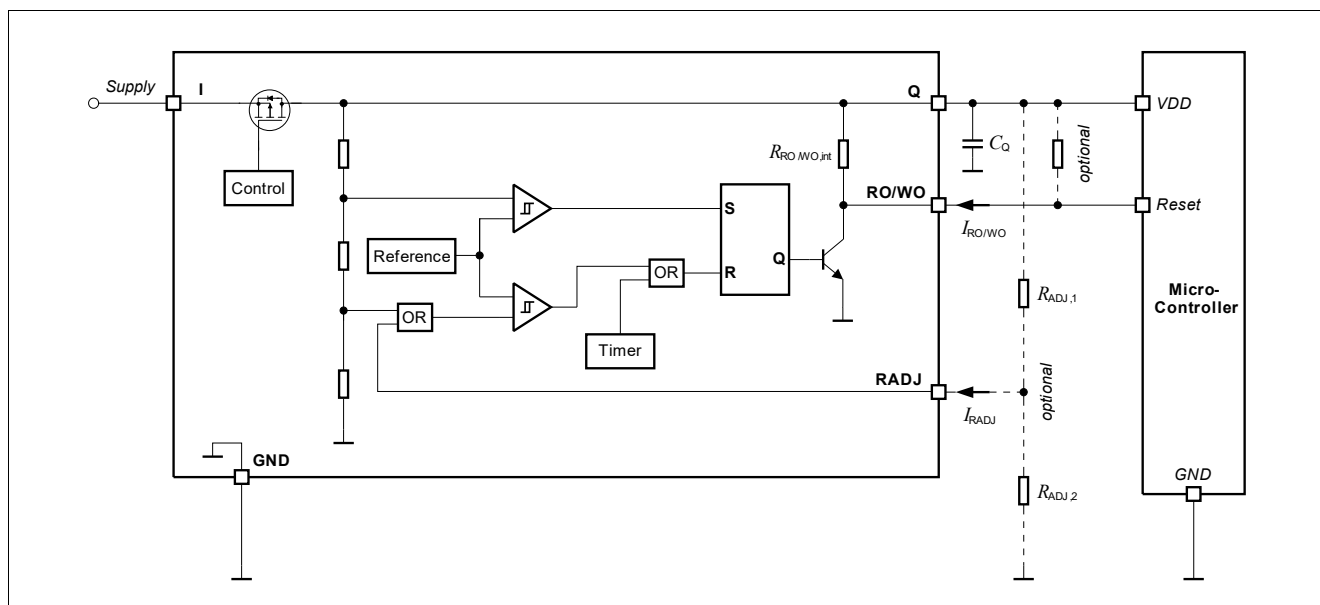 Supply
I
Q
VDD
Control
R RO/WO,int
CQ
optional
RO/WO
Reset
S
IRO/WO
Reference
Q
OR
R
OR
RADJ,1
Micro-
Controller
Timer
RADJ
IRADJ
optional
GND
GND
RADJ,2